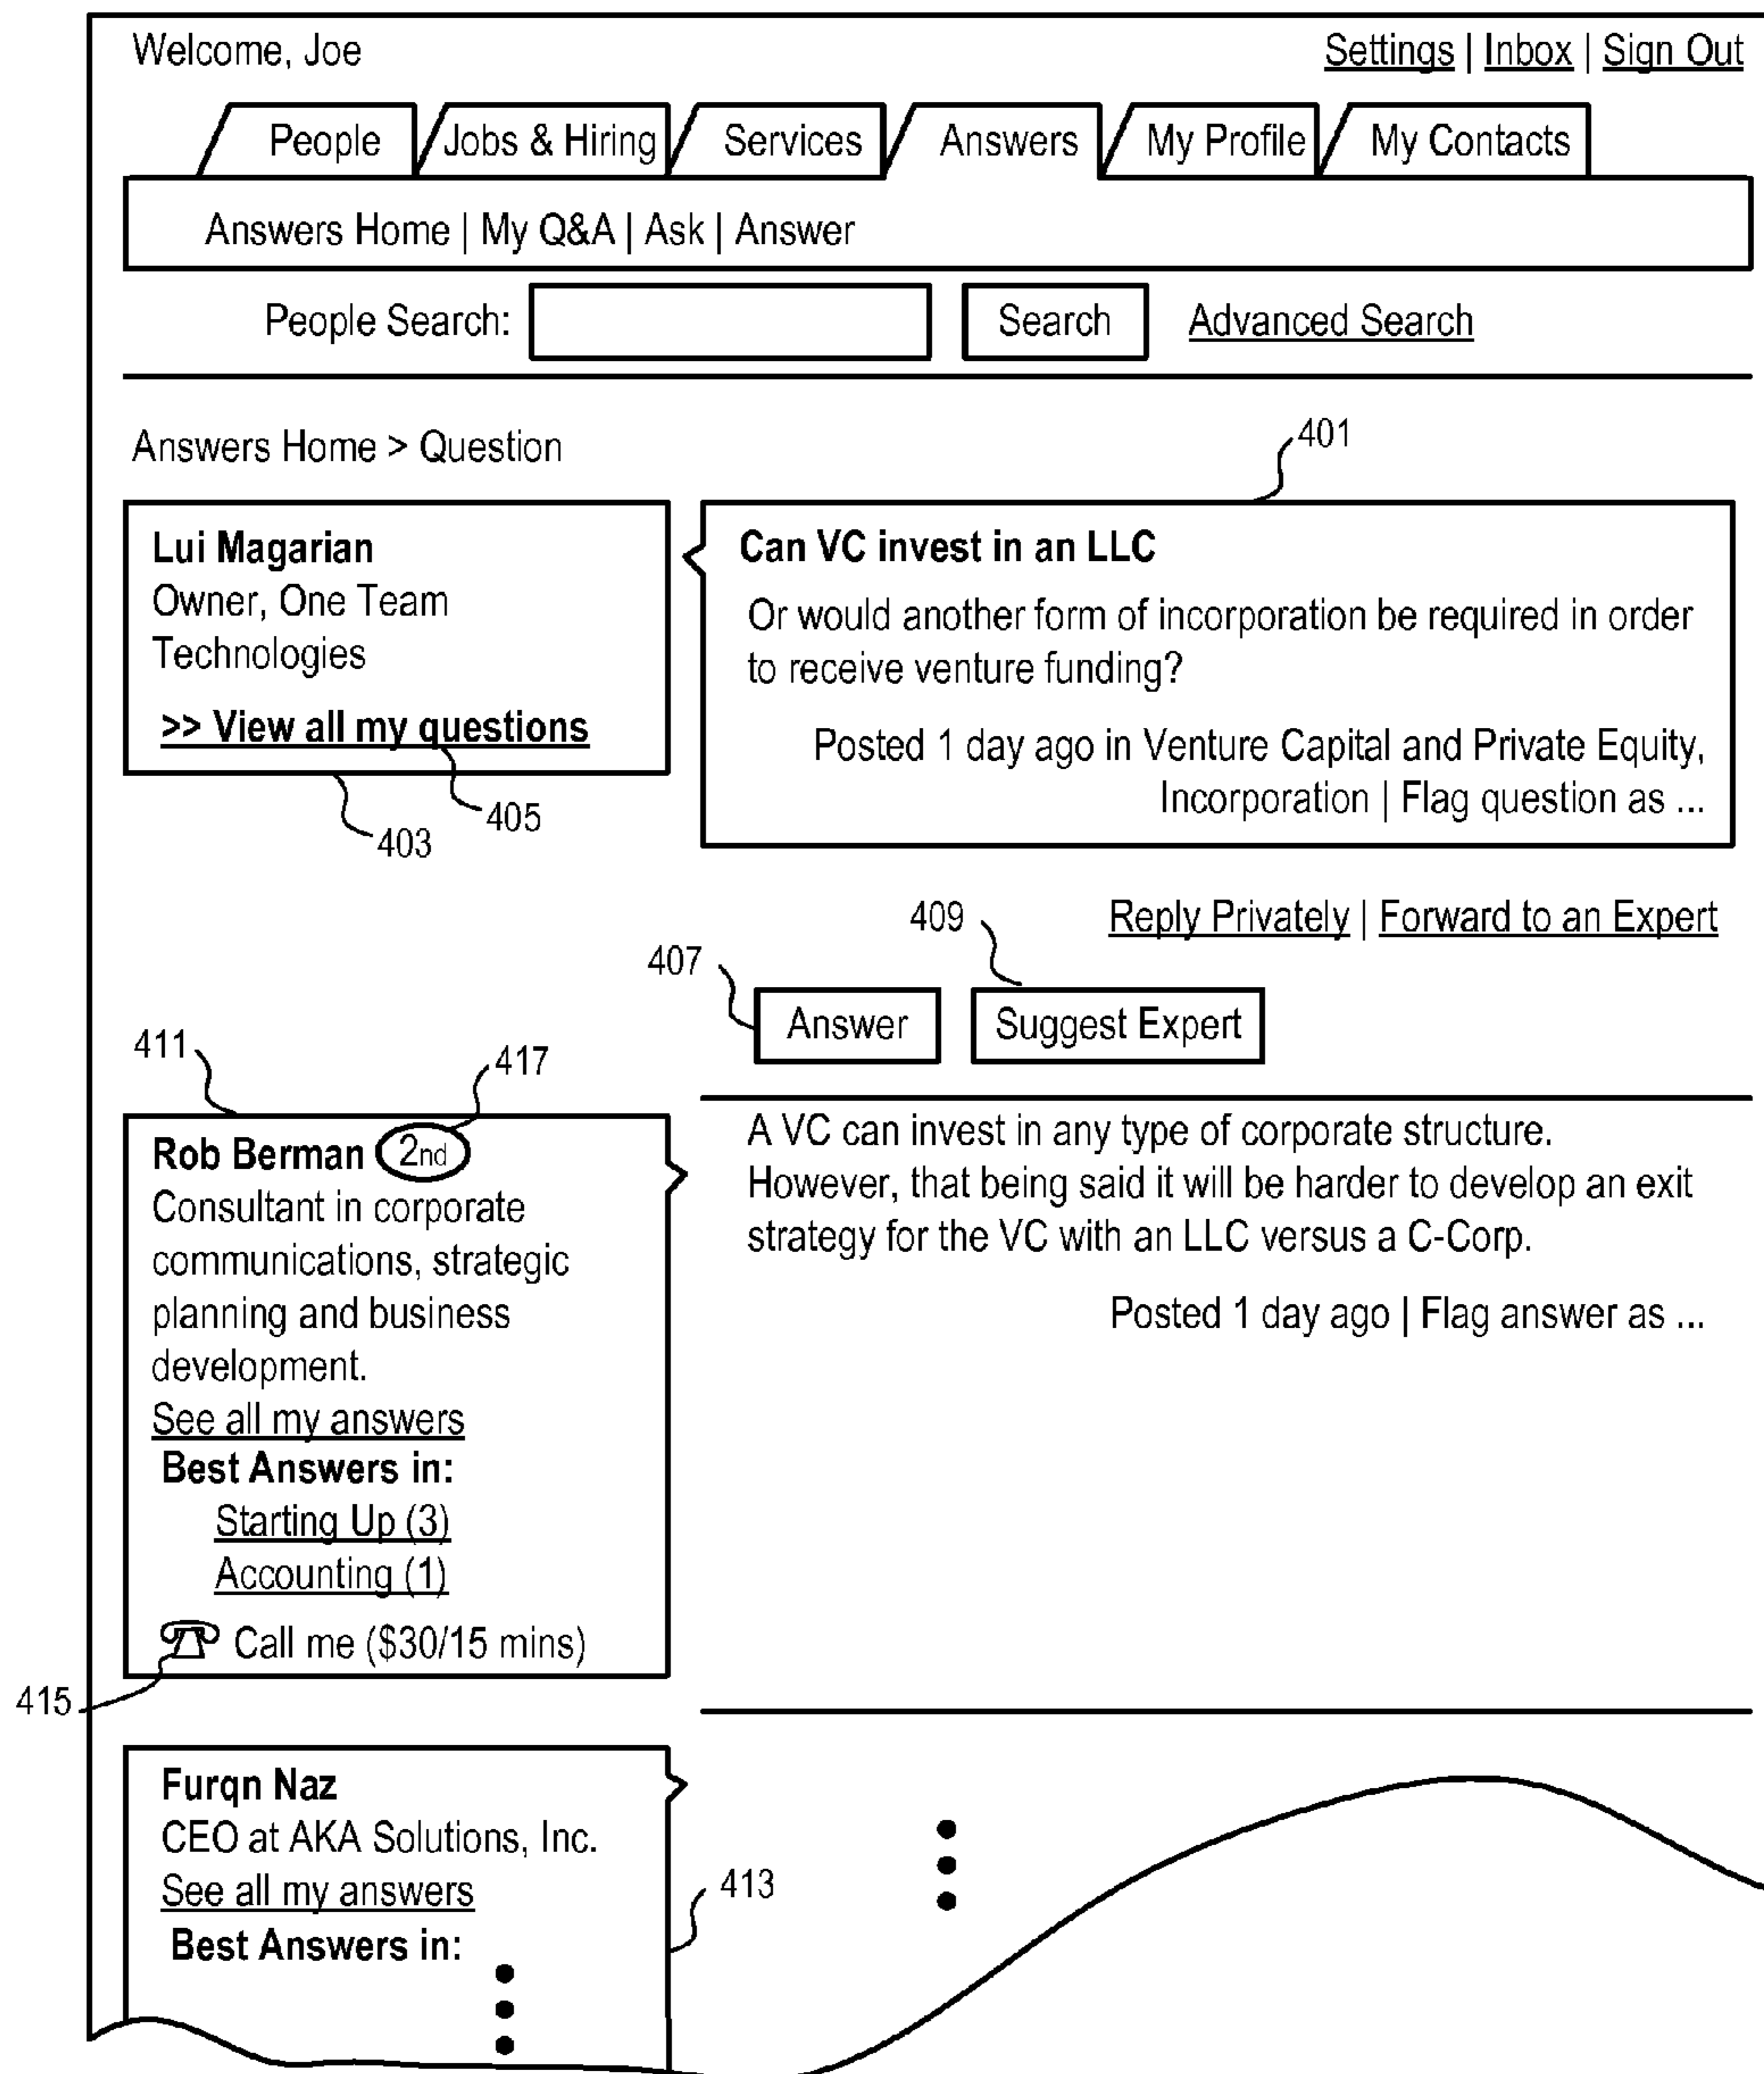 Welcome, Joe
Settings | Inbox | Sign Out
People
Jobs & Hiring
Services
Answers
My Profile
My Contacts
Answers Home | My Q&A | Ask | Answer
People Search:
Search
Advanced Search
Answers Home > Question
401
Lui Magarian
Owner, One Team
Technologies
>> View all my questions
405
403
Can VC invest in an LLC
Or would another form of incorporation be required in order
to receive venture funding?
Posted 1 day ago in Venture Capital and Private Equity,
Incorporation | Flag question as ...
Reply Privately | Forward to an Expert
409
407
Answer
Suggest Expert
411
417
Rob Berman 2nd
Consultant in corporate
communications, strategic
planning and business
development.
See all my answers
Best Answers in:
Starting Up (3)
Accounting (1)
Call me ($30/15 mins)
415
A VC can invest in any type of corporate structure.
However, that being said it will be harder to develop an exit
strategy for the VC with an LLC versus a C-Corp.
Posted 1 day ago | Flag answer as ...
Furqn Naz
CEO at AKA Solutions, Inc.
See all my answers
Best Answers in:
413